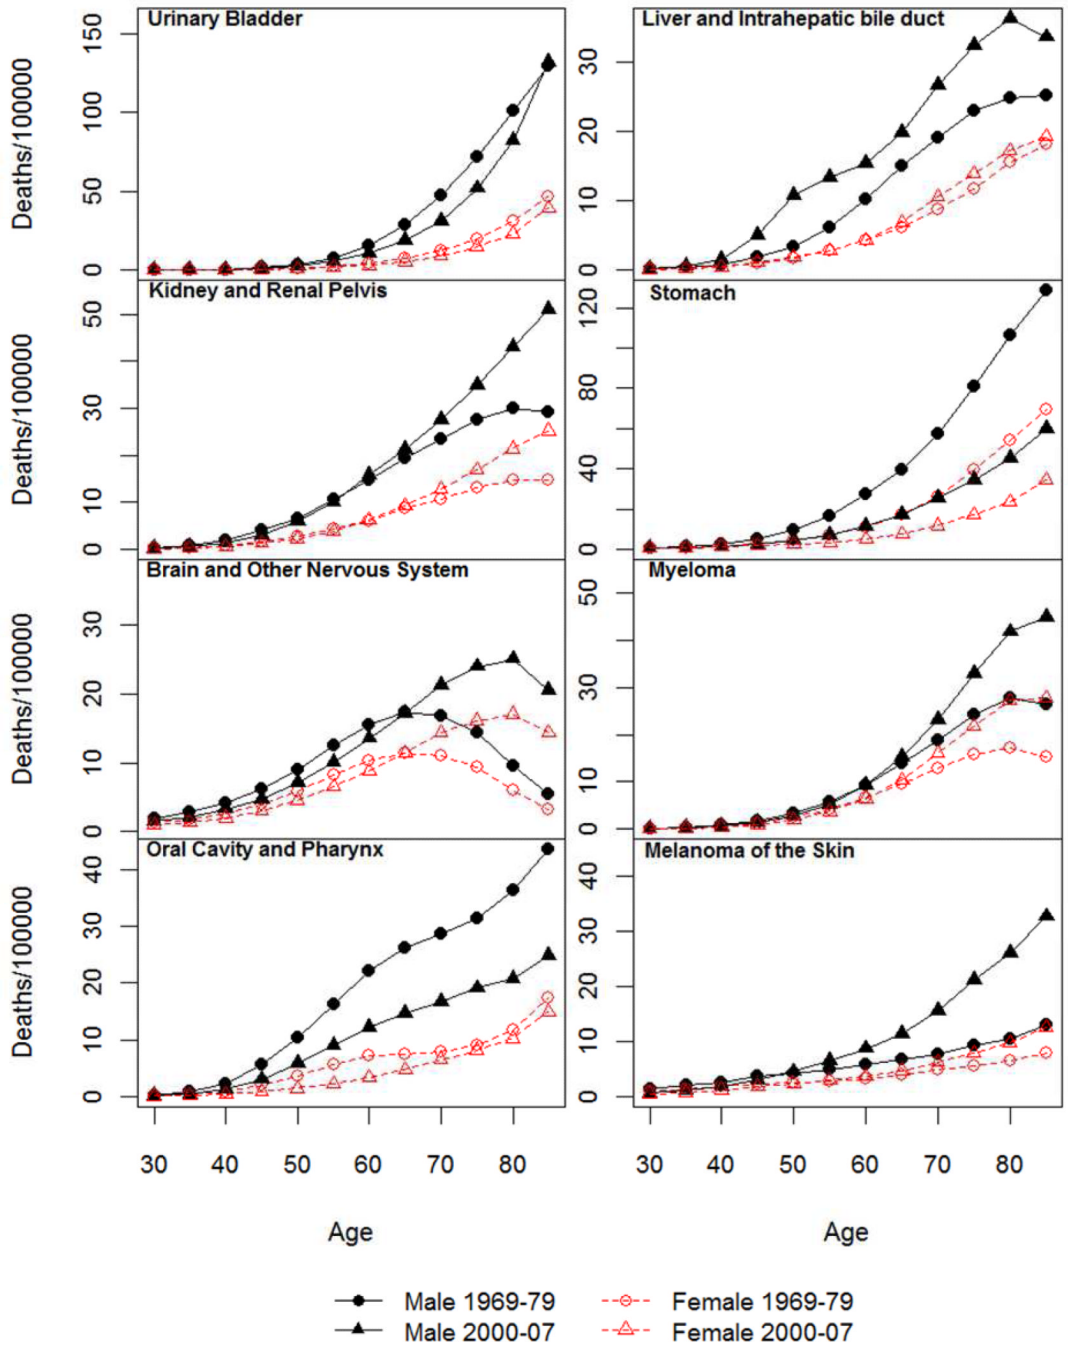 Urinary Bladder
Deaths/100000
150
100
50
0
Liver and Intrahepatic bile duct
30
20
10
0
Kidney and Renal Pelvis
Deaths/100000
50
30
10
0
Stomach
120
80
40
0
Brain and Other Nervous System
Deaths/100000
30
20
10
0
Myeloma
50
30
10
0
Oral Cavity and Pharynx
Deaths/100000
40
30
20
10
0
Melanoma of the Skin
40
30
20
10
0
30 40 50 60 70 80
30 40 50 60 70 80
Age
Age
Male 1969-79
Female 1969-79
Male 2000-07
Female 2000-07